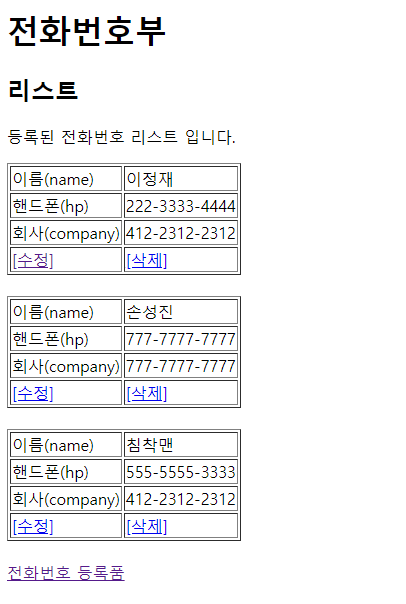 전화번호부
리스트
등록된 전화번호 리스트 입니다.
이름(name) 이정재
핸드폰(hp) 222-3333-4444
회사(company) 412-2312-2312
[수정] [삭제]
이름(name) 손성진
핸드폰(hp) 777-7777-7777
회사(company) 777-7777-7777
[수정] [삭제]
이름(name) 침착맨
핸드폰(hp) 555-5555-3333
회사(company) 412-2312-2312
[수정] [삭제]
전화번호 등록품